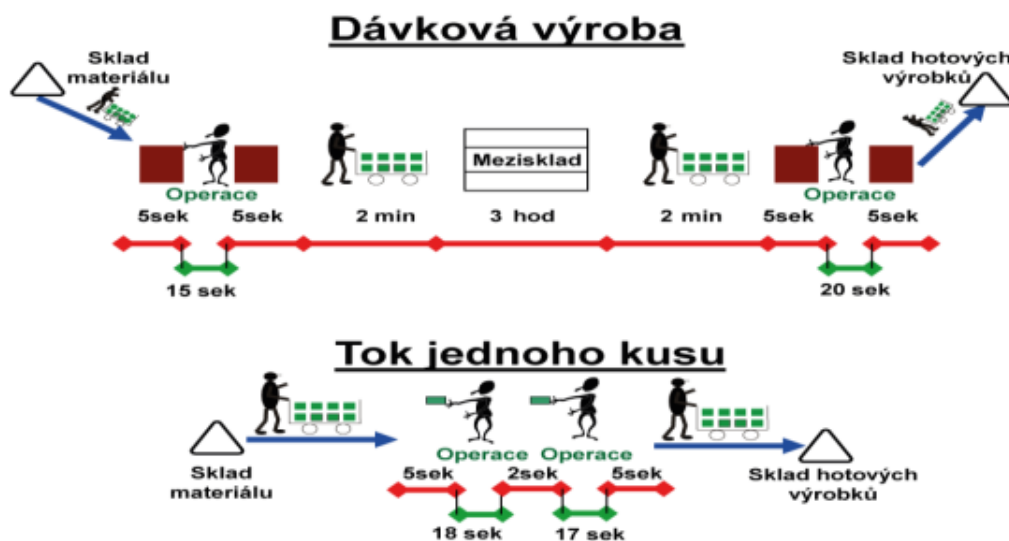 Dávková výroba
Sklad
materiálu
Sklad hotových
výrobků
Mezisklad
Operace
Operace
5sek
5sek
2 min
3 hod
2 min
5sek
5sek
15 sek
20 sek
Tok jednoho kusu
Operace
Operace
Sklad
materiálu
5sek
2sek
5sek
Sklad hotových
výrobků
18 sek
17 sek